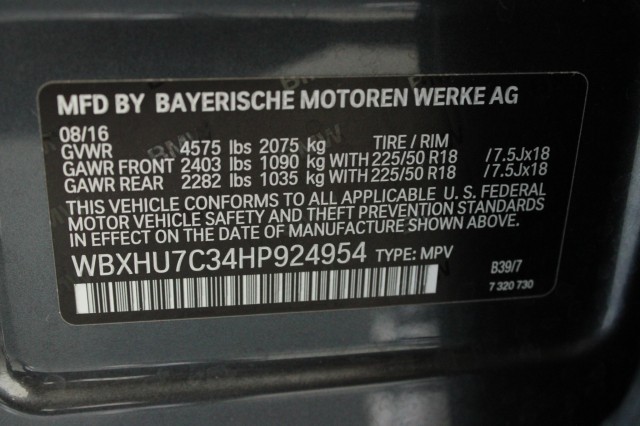 MFD BY BAYERISCHE MOTOREN WERKE AG
08/16
GVWR 4575 lbs 2075 kg TIRE / RIM
GAWR FRONT 2403 lbs 1090 kg WITH 225/50 R18 /7.5Jx18
GAWR REAR 2282 lbs 1035 kg WITH 225/50 R18 /7.5Jx18
THIS VEHICLE CONFORMS TO ALL APPLICABLE U. S. FEDERAL
MOTOR VEHICLE SAFETY AND THEFT PREVENTION STANDARDS
IN EFFECT ON THE DATE OF MANUFACTURE SHOWN ABOVE.
WBXHU7C34HP924954 TYPE: MPV
B39/7
7 320 730